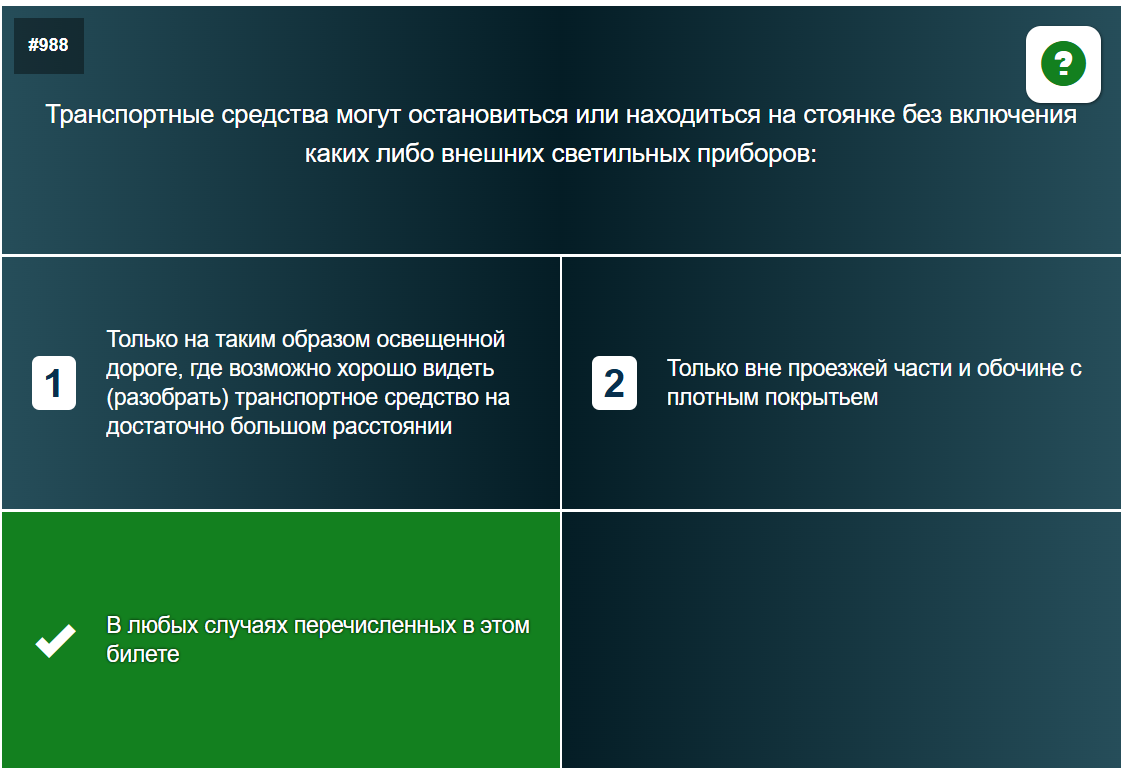 #988
?
Транспортные средства могут остановиться или находиться на стоянке без включения
каких либо внешних светильных приборов:
1
Только на таким образом освещенной
дороге, где возможно хорошо видеть
(разобрать) транспортное средство на
достаточно большом расстоянии
2
Только вне проезжей части и обочине с
плотным покрытьем
В любых случаях перечисленных в этом
билете